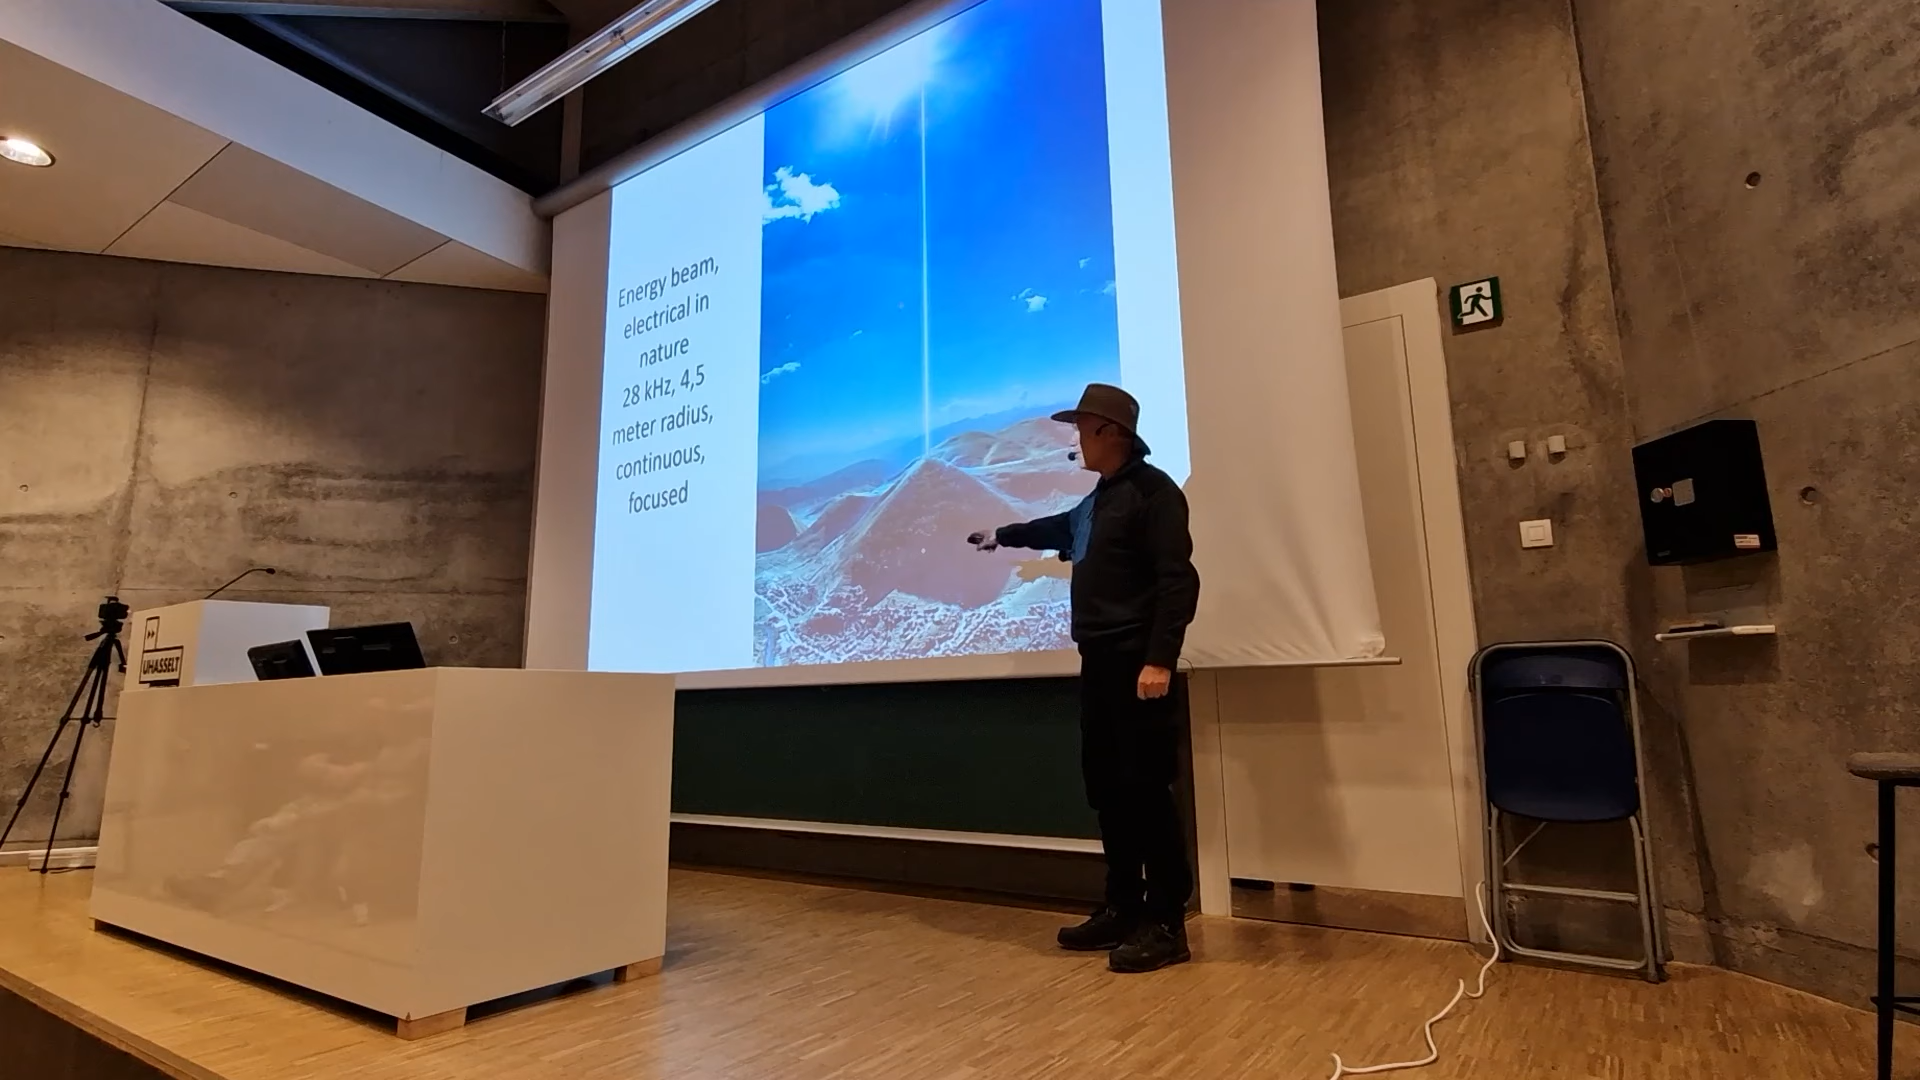 Energy beam,
electrical in
nature
28 kHz, 4,5
meter radius,
continuous,
focused
UHASSELT